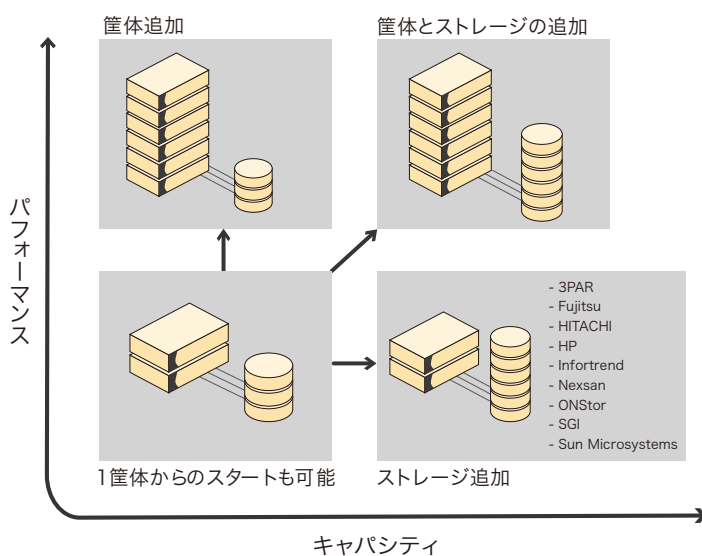 筐体追加
筐体とストレージの追加
パフォーマンス
- 3PAR
- Fujitsu
- HITACHI
- HP
- Infortrend
- Nexsan
- ONStor
- SGI
- Sun Microsystems
1筐体からのスタートも可能
ストレージ追加
キャパシティ